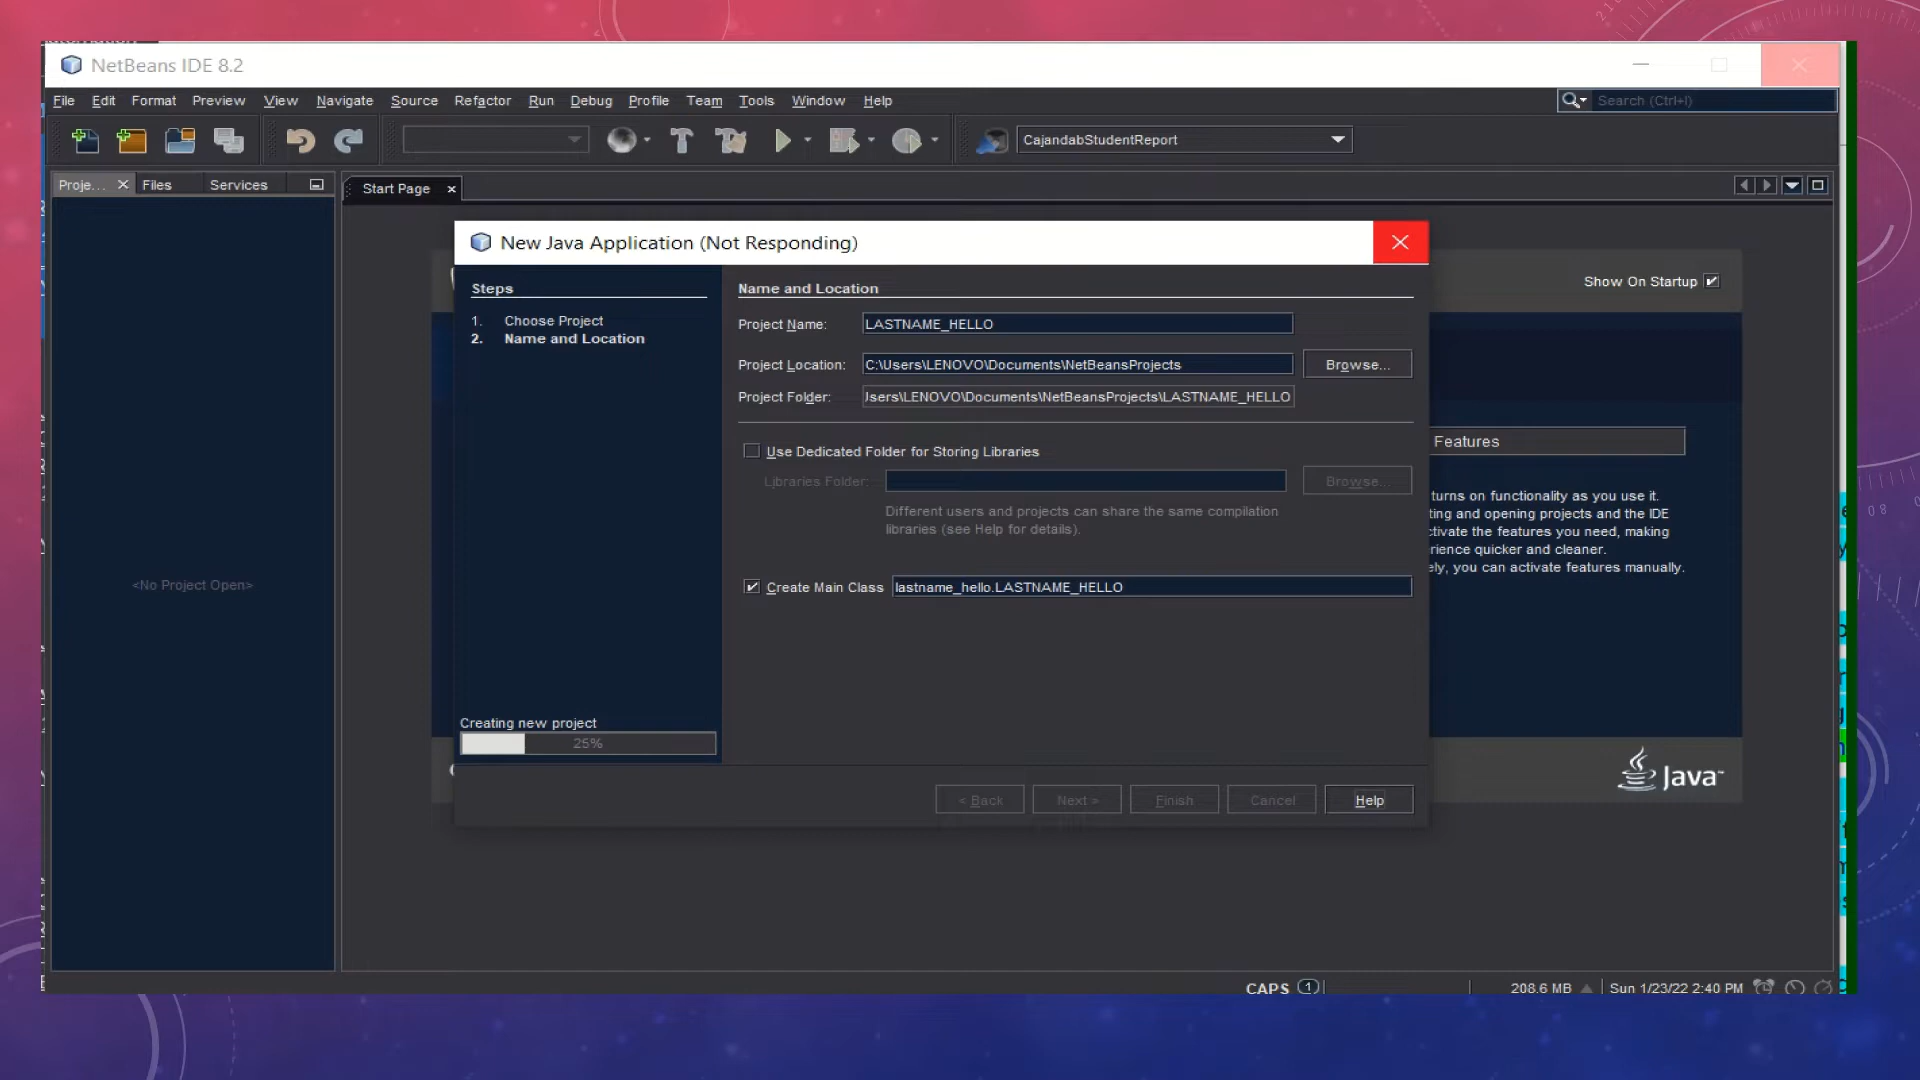 NetBeans IDE 8.2
File Edit Format Preview View Navigate Source Refactor Run Debug Profile Team Tools Window Help
Search (Ctrl+I)
CajandabStudentReport
Proje... Files Services
Start Page
New Java Application (Not Responding)
Show On Startup
Steps
1. Choose Project
2. Name and Location
Name and Location
Project Name: LASTNAME_HELLO
Project Location: C:\Users\LENOVO\Documents\NetBeansProjects Browse...
Project Folder: Jsers\LENOVO\Documents\NetBeansProjects\LASTNAME_HELLO
Use Dedicated Folder for Storing Libraries
Libraries Folder: Browse...
Different users and projects can share the same compilation
libraries (see Help for details).
Create Main Class lastname_hello.LASTNAME_HELLO
Features
turns on functionality as you use it.
ting and opening projects and the IDE
ctivate the features you need, making
rience quicker and cleaner.
ely, you can activate features manually.
<No Project Open>
Creating new project
25%
< Back Next > Finish Cancel Help
Java
CAPS 1 208.6 MB Sun 1/23/22 2:40 PM